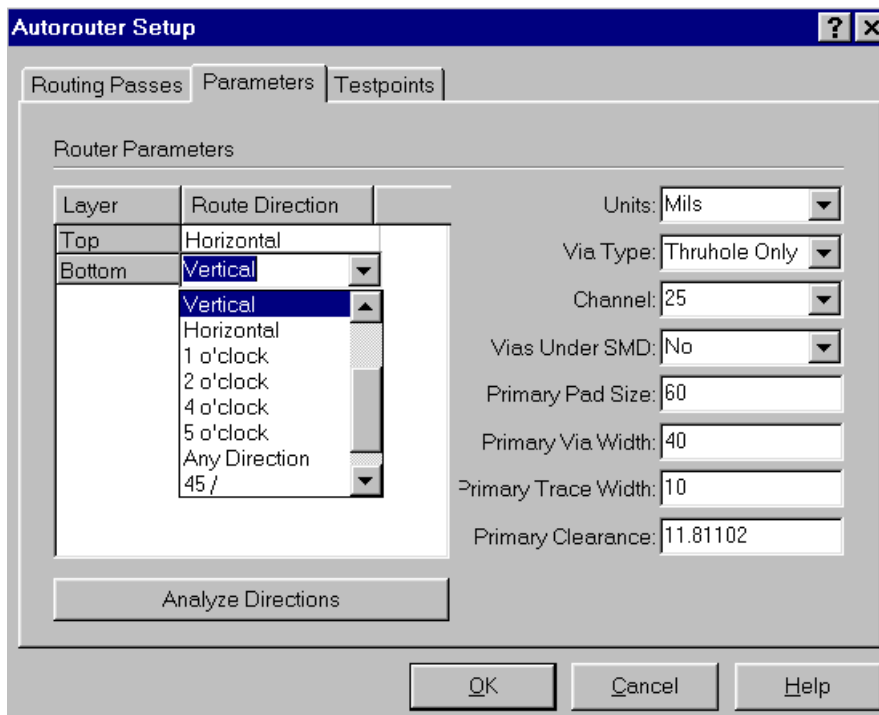 Autorouter Setup
Routing Passes Parameters Testpoints
Router Parameters
Layer Route Direction
Top Horizontal
Bottom Vertical
Vertical
Horizontal
1 o'clock
2 o'clock
4 o'clock
5 o'clock
Any Direction
45 /
Units: Mils
Via Type: Thruhole Only
Channel: 25
Vias Under SMD: No
Primary Pad Size: 60
Primary Via Width: 40
Primary Trace Width: 10
Primary Clearance: 11.81102
Analyze Directions
OK Cancel Help